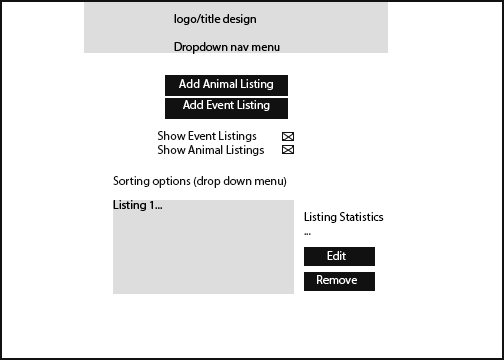 logo/title design
Dropdown nav menu
Add Animal Listing
Add Event Listing
Show Event Listings
Show Animal Listings
Sorting options (drop down menu)
Listing 1...
Listing Statistics
...
Edit
Remove